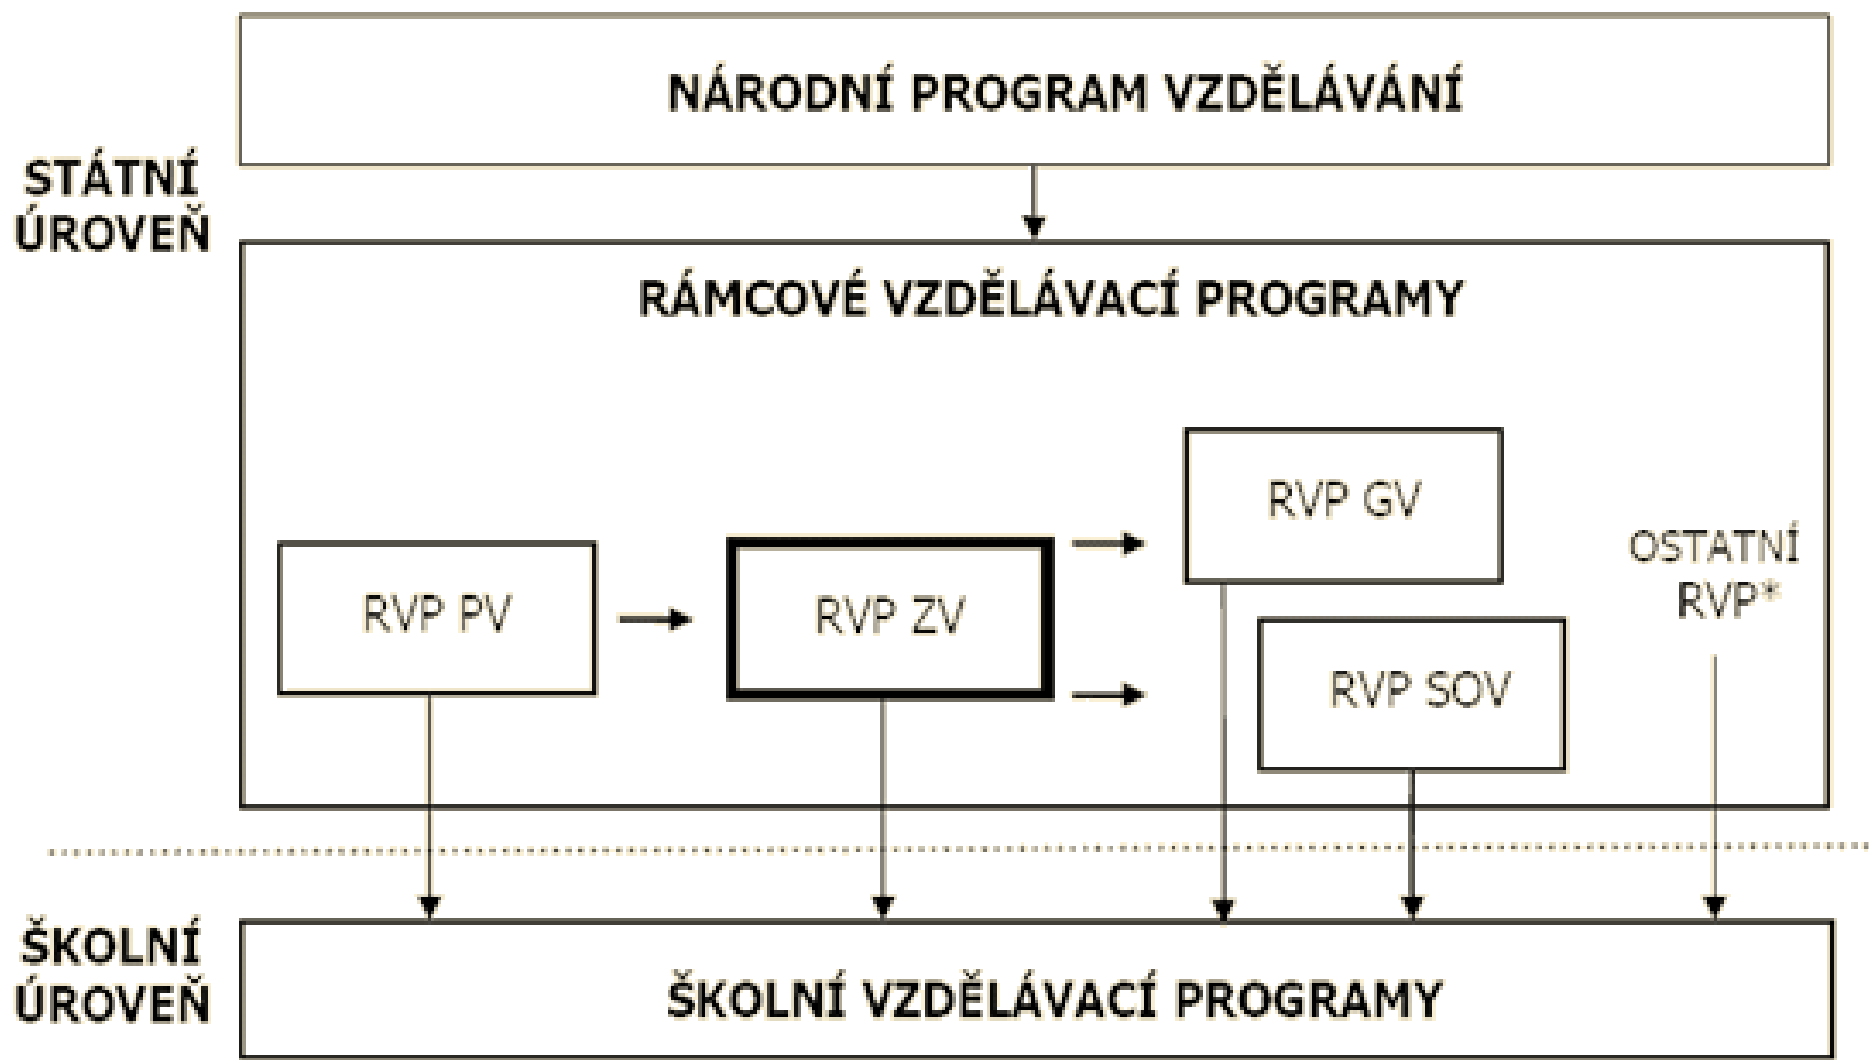 NÁRODNÍ PROGRAM VZDĚLÁVÁNÍ
STÁTNÍ
ÚROVEŇ
RÁMCOVÉ VZDĚLÁVACÍ PROGRAMY
RVP PV
RVP ZV
RVP GV
RVP SOV
OSTATNÍ
RVP*
ŠKOLNÍ
ÚROVEŇ
ŠKOLNÍ VZDĚLÁVACÍ PROGRAMY